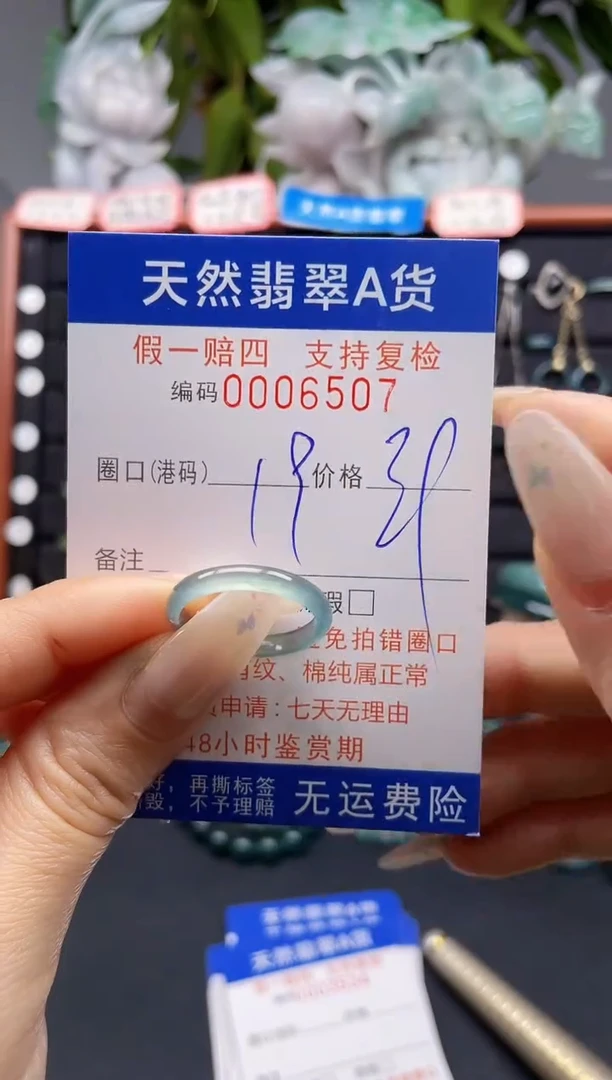 天然翡翠A货
假一赔四 支持复检
编码0006507
圈口(港码) 18 价格
备注
假□
免拍错圈口
纹、棉纯属正常
申请:七天无理由
48小时鉴赏期
好，再撕标签
毁，不予理赔
无运费险
天然翡翠A货